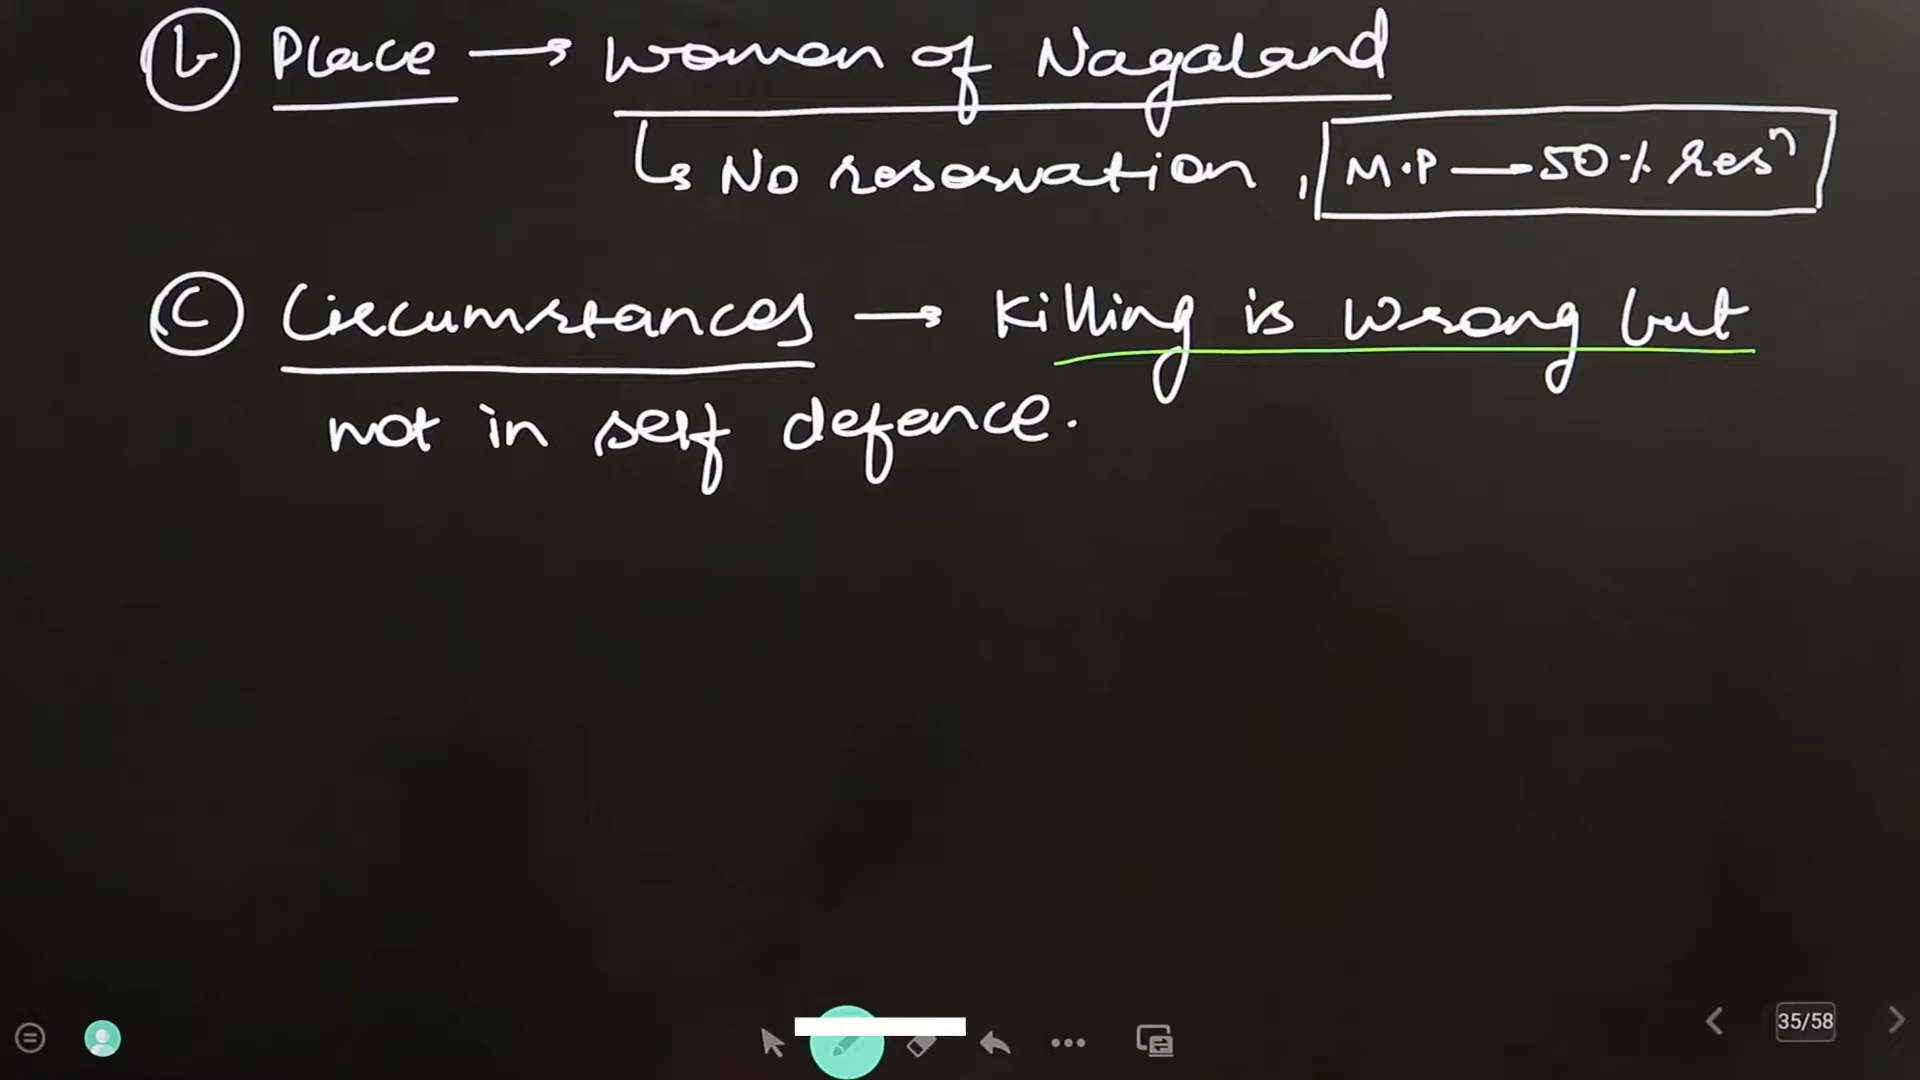 b Place → Women of Nagaland
↳ No reservation, M.P → 50% resⁿ
C Circumstances → Killing is wrong but
not in self defence.
35/58